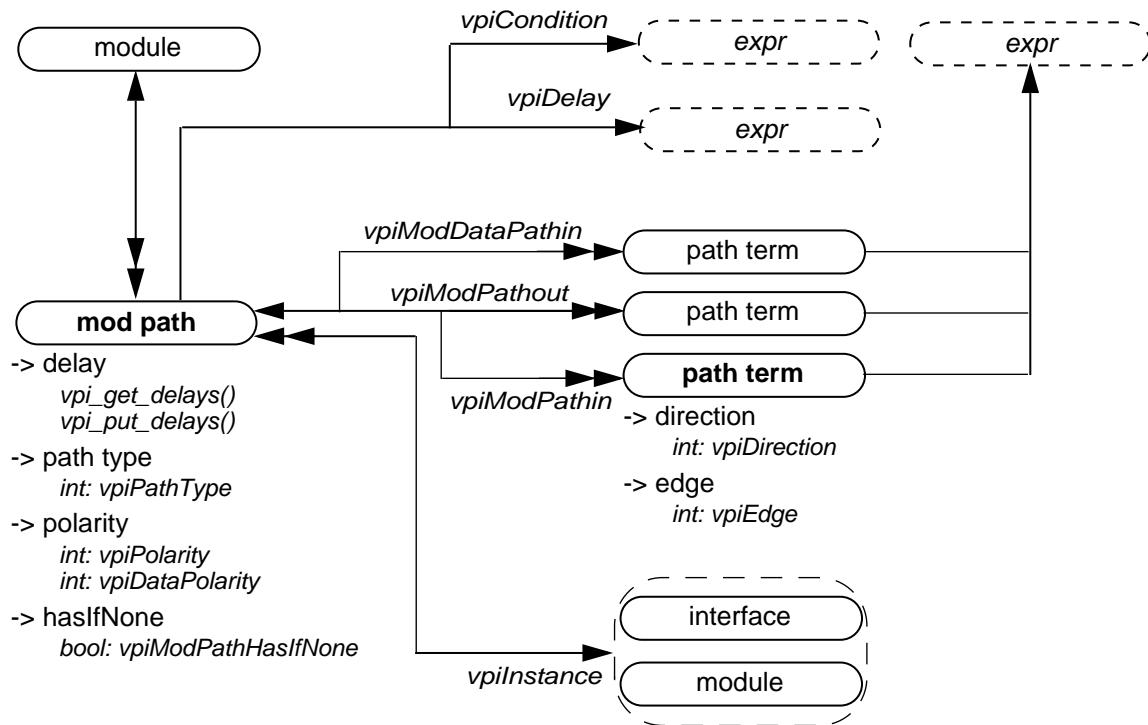 module
vpiCondition
expr
expr
vpiDelay
expr
vpiModDataPathin
path term
vpiModPathout
path term
mod path
vpiModPathin
path term
-> delay
vpi_get_delays()
vpi_put_delays()
-> path type
int: vpiPathType
-> polarity
int: vpiPolarity
int: vpiDataPolarity
-> hasIfNone
bool: vpiModPathHasIfNone
-> direction
int: vpiDirection
-> edge
int: vpiEdge
vpiInstance
interface
module